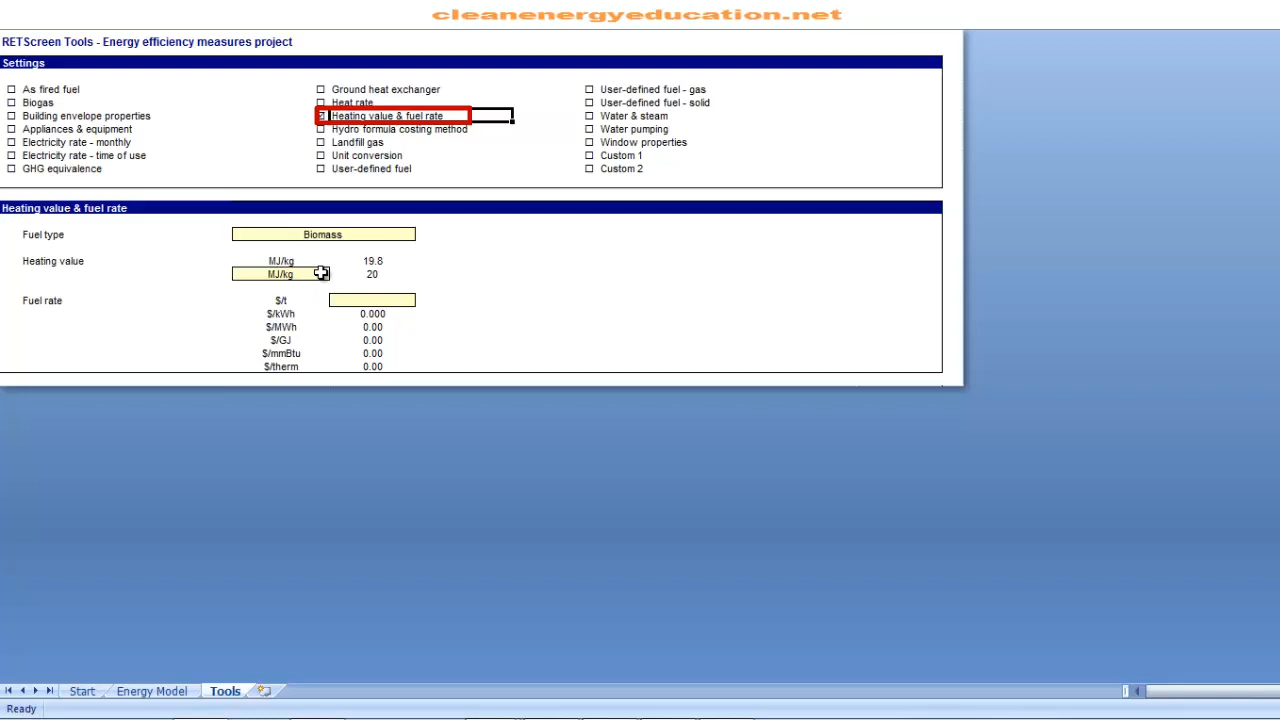 cleanenergyeducation.net
RETScreen Tools - Energy efficiency measures project
Settings
As fired fuel
Biogas
Building envelope properties
Appliances & equipment
Electricity rate - monthly
Electricity rate - time of use
GHG equivalence
Ground heat exchanger
Heat rate
Heating value & fuel rate
Hydro formula costing method
Landfill gas
Unit conversion
User-defined fuel
User-defined fuel - gas
User-defined fuel - solid
Water & steam
Water pumping
Window properties
Custom 1
Custom 2
Heating value & fuel rate
Fuel type Biomass
Heating value MJ/kg 19.8
MJ/kg 20
Fuel rate $/t
$/kWh 0.000
$/MWh 0.00
$/GJ 0.00
$/mmBtu 0.00
$/therm 0.00
Start Energy Model Tools
Ready